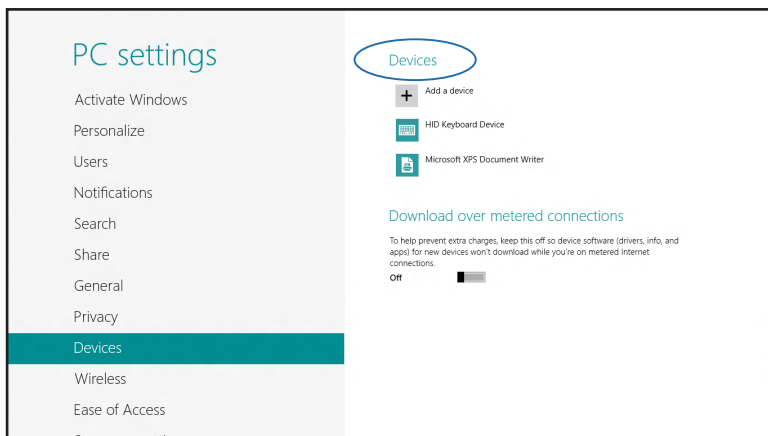 PC settings
Activate Windows
Personalize
Users
Notifications
Search
Share
General
Privacy
Devices
Wireless
Ease of Access
Devices
Add a device
HID Keyboard Device
Microsoft XPS Document Writer
Download over metered connections
To help prevent extra charges, keep this off so device software (drivers, info, and
apps) for new devices won't download while you're on metered Internet
connections.
Off